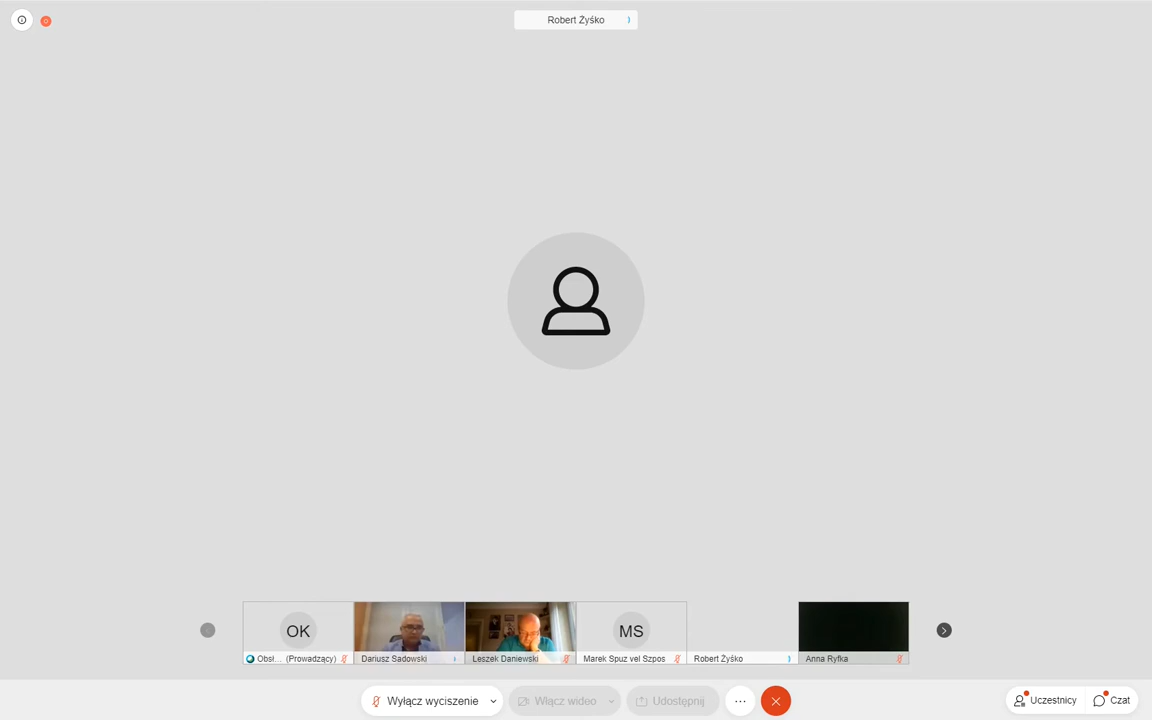 Robert Żyśko
OK
MS
Obsł... (Prowadzący)
Dariusz Sadowski
Leszek Daniewski
Marek Spuz vel Szpos
Robert Żyśko
Anna Ryfka
Wyłącz wyciszenie
Włącz wideo
Udostępnij
Uczestnicy
Czat